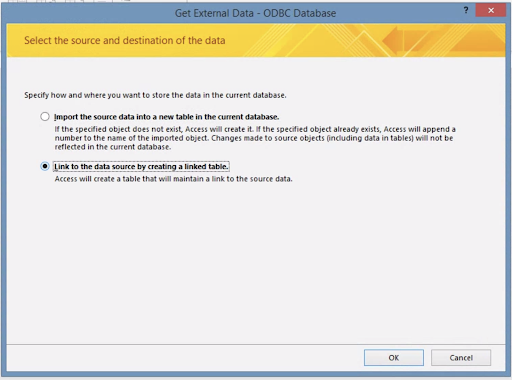 Get External Data - ODBC Database
?
Select the source and destination of the data
Specify how and where you want to store the data in the current database.
Import the source data into a new table in the current database.
If the specified object does not exist, Access will create it. If the specified object already exists, Access will append a
number to the name of the imported object. Changes made to source objects (including data in tables) will not be
reflected in the current database.
Link to the data source by creating a linked table.
Access will create a table that will maintain a link to the source data.
OK
Cancel